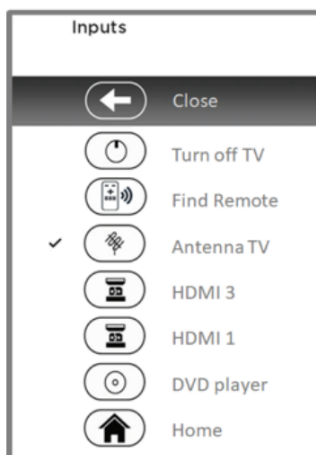 Inputs
Close
Turn off TV
Find Remote
Antenna TV
HDMI 3
HDMI 1
DVD player
Home